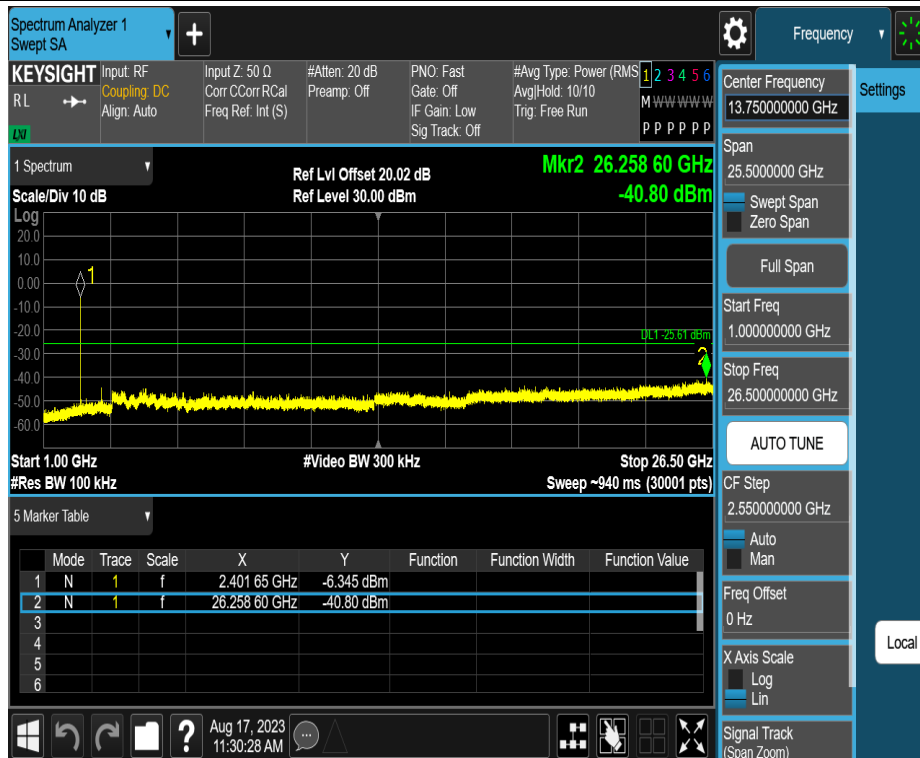 Spectrum Analyzer 1
Swept SA
+
Frequency
KEYSIGHT
RL
LXI
Input: RF
Coupling: DC
Align: Auto
Input Z: 50 Ω
Corr CCorr RCal
Freq Ref: Int (S)
#Atten: 20 dB
Preamp: Off
PNO: Fast
Gate: Off
IF Gain: Low
Sig Track: Off
#Avg Type: Power (RMS
Avg|Hold: 10/10
Trig: Free Run
1 2 3 4 5 6
M W W W W W
P P P P P P
Center Frequency
13.750000000 GHz
Settings
Span
25.5000000 GHz
Swept Span
Zero Span
Full Span
Start Freq
1.000000000 GHz
Stop Freq
26.500000000 GHz
AUTO TUNE
CF Step
2.550000000 GHz
Auto
Man
Freq Offset
0 Hz
X Axis Scale
Log
Lin
Signal Track
(Span Zoom)
Local
1 Spectrum
Scale/Div 10 dB
Ref Lvl Offset 20.02 dB
Ref Level 30.00 dBm
Mkr2 26.258 60 GHz
-40.80 dBm
Log
20.0
10.0
0.00
-10.0
-20.0
-30.0
-40.0
-50.0
-60.0
1
DL1 -25.61 dBm
2
Start 1.00 GHz
#Video BW 300 kHz
Stop 26.50 GHz
#Res BW 100 kHz
Sweep ~940 ms (30001 pts)
5 Marker Table
Mode Trace Scale X Y Function Function Width Function Value
1 N 1 f 2.401 65 GHz -6.345 dBm
2 N 1 f 26.258 60 GHz -40.80 dBm
3
4
5
6
?
Aug 17, 2023
11:30:28 AM